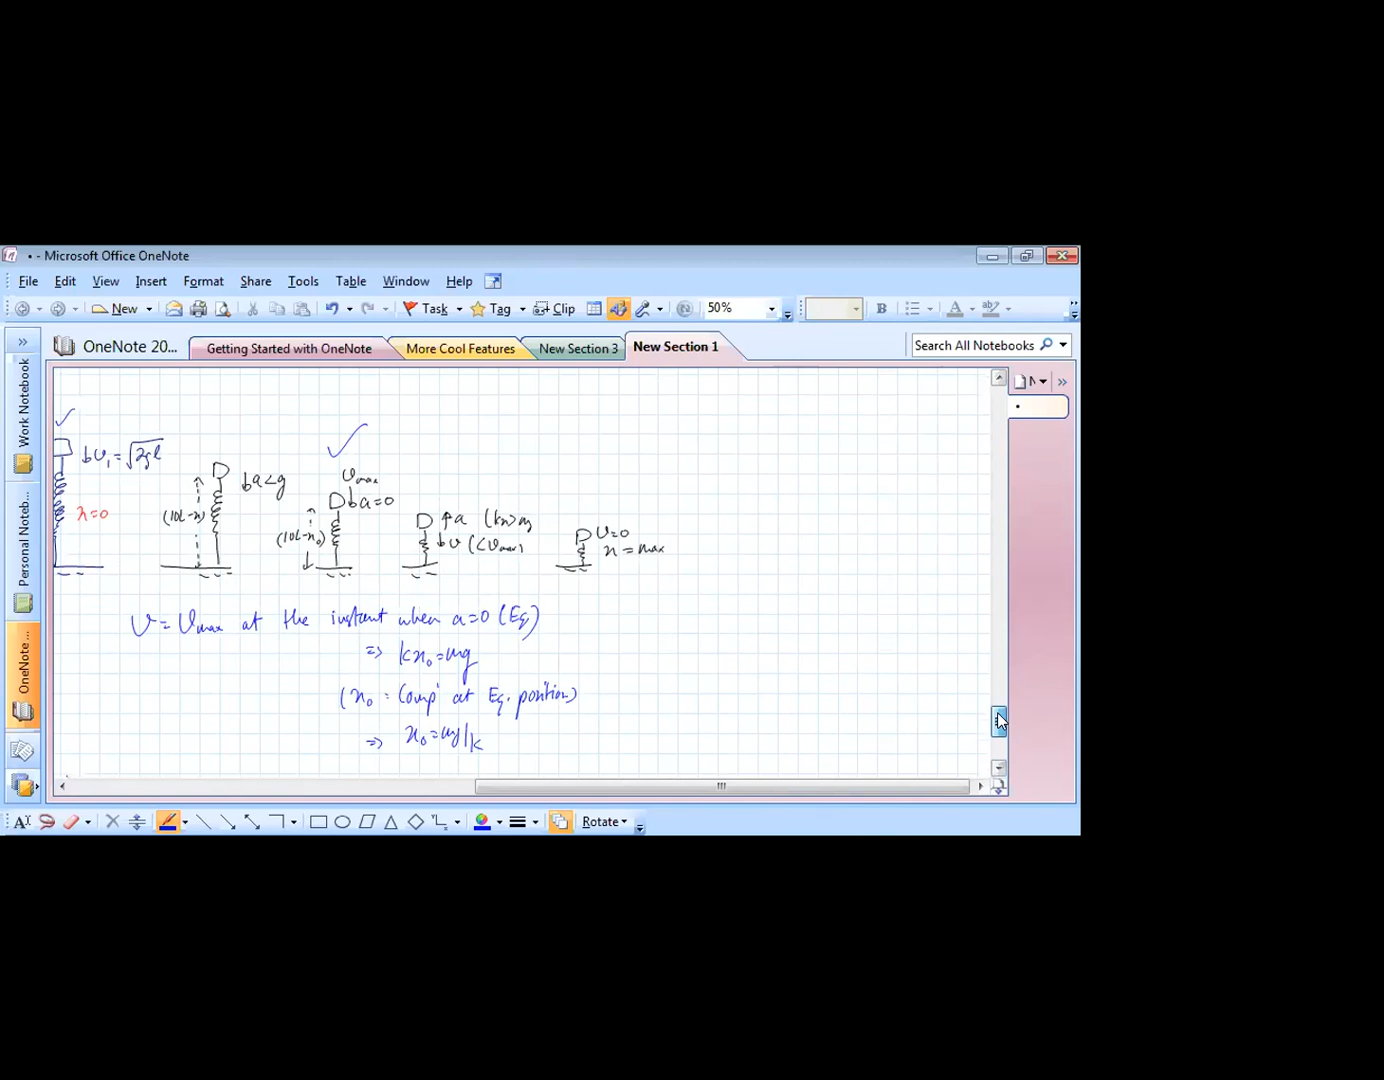 • - Microsoft Office OneNote
File Edit View Insert Format Share Tools Table Window Help
New Task Tag Clip 50% B A ab
OneNote 20... Getting Started with OneNote More Cool Features New Section 3 New Section 1 Search All Notebooks
Work Notebook
Personal Noteb...
OneNote...
N
•
↓v₁ = √2gl
x=0
(10l-x)
↓a<g
vmax
↓a=0
(10l-x₀)
↑a (kx>mg)
↓v (<vmax)
v=0
x = max
v = vmax at the instant when a=0 (Eq)
=> kx₀=mg
(x₀ = Compn at Eq. position)
=> x₀=mg/k
A Rotate